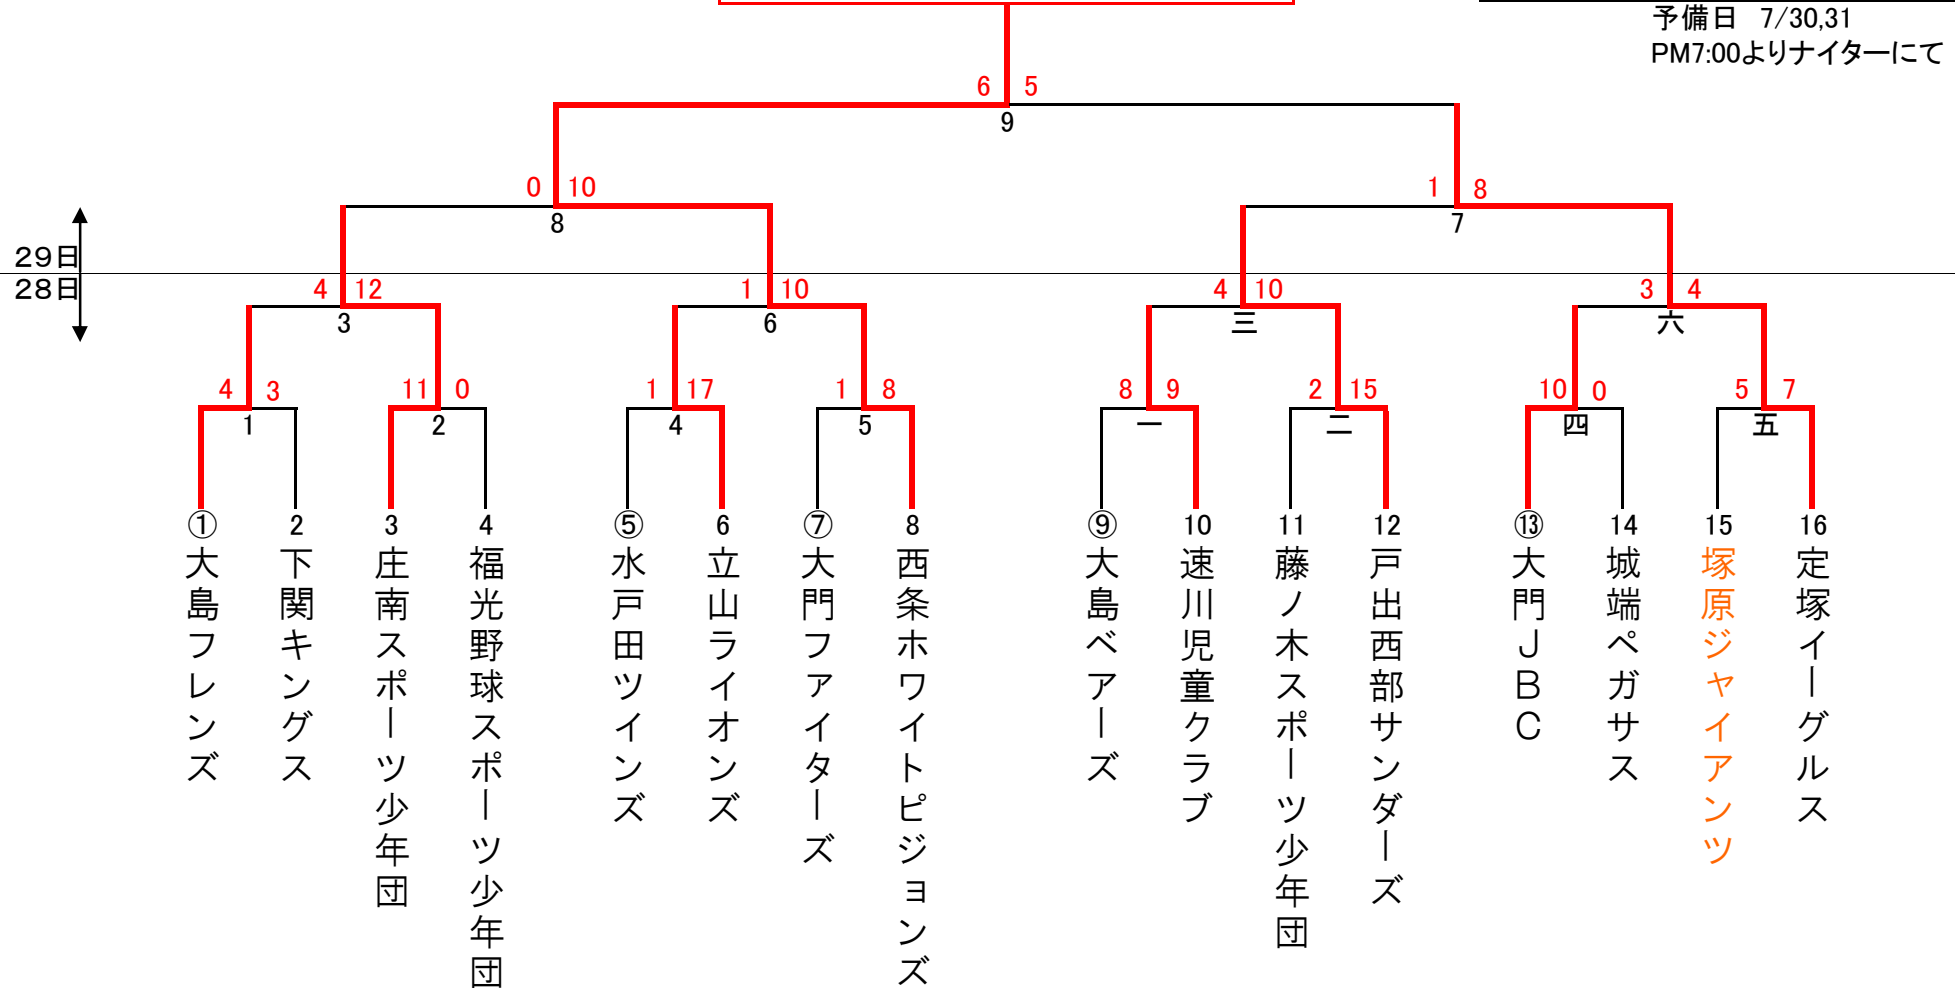 予備日 7/30,31
PM7:00よりナイターにて
6 5
9
0 10
1 8
8
7
29日
28日
4 12
1 10
4 10
3 4
3
6
三
六
4 3
11 0
1 17
1 8
8 9
2 15
10 0
5 7
1
2
4
5
一
二
四
五
①
2
3
4
⑤
6
⑦
8
⑨
10
11
12
⑬
14
15
16
大島フレンズ
下関キングス
庄南スポーツ少年団
福光野球スポーツ少年団
水戸田ツインズ
立山ライオンズ
大門ファイターズ
西条ホワイトピジョンズ
大島ベアーズ
速川児童クラブ
藤ノ木スポーツ少年団
戸出西部サンダーズ
大門JBC
城端ペガサス
塚原ジャイアンツ
定塚イーグルス